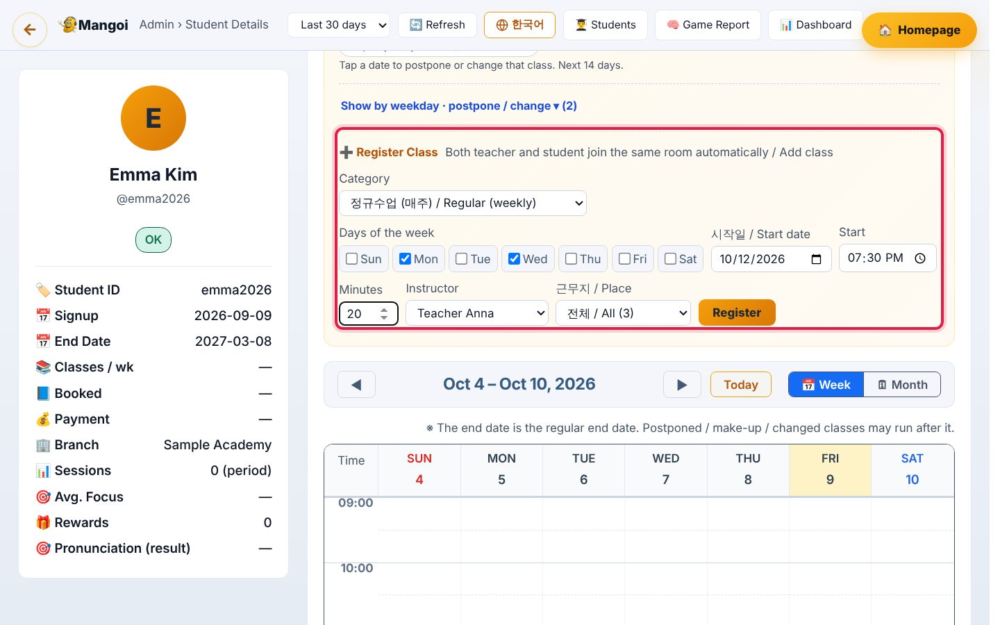 Mangoi
Admin › Student Details
Last 30 days
Refresh
한국어
Students
Game Report
Dashboard
Homepage
E
Emma Kim
@emma2026
OK
Student ID emma2026
Signup 2026-09-09
End Date 2027-03-08
Classes / wk —
Booked —
Payment —
Branch Sample Academy
Sessions 0 (period)
Avg. Focus —
Rewards 0
Pronunciation (result) —
Tap a date to postpone or change that class. Next 14 days.
Show by weekday · postpone / change ▾ (2)
➕ Register Class Both teacher and student join the same room automatically / Add class
Category
정규수업 (매주) / Regular (weekly)
Days of the week
Sun Mon Tue Wed Thu Fri Sat
시작일 / Start date
10/12/2026
Start
07:30 PM
Minutes
20
Instructor
Teacher Anna
근무지 / Place
전체 / All (3)
Register
◀ Oct 4 – Oct 10, 2026 ▶
Today
Week
Month
※ The end date is the regular end date. Postponed / make-up / changed classes may run after it.
Time SUN MON TUE WED THU FRI SAT
4 5 6 7 8 9 10
09:00
10:00